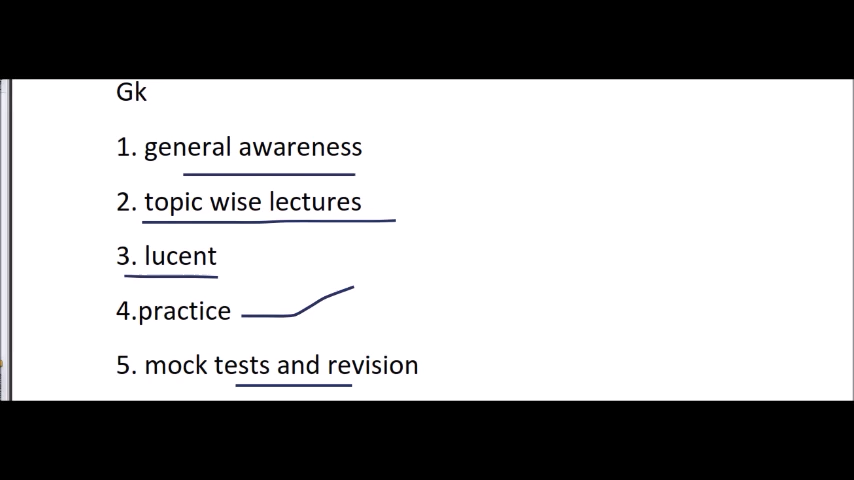 Gk
1. general awareness
2. topic wise lectures
3. lucent
4.practice
5. mock tests and revision